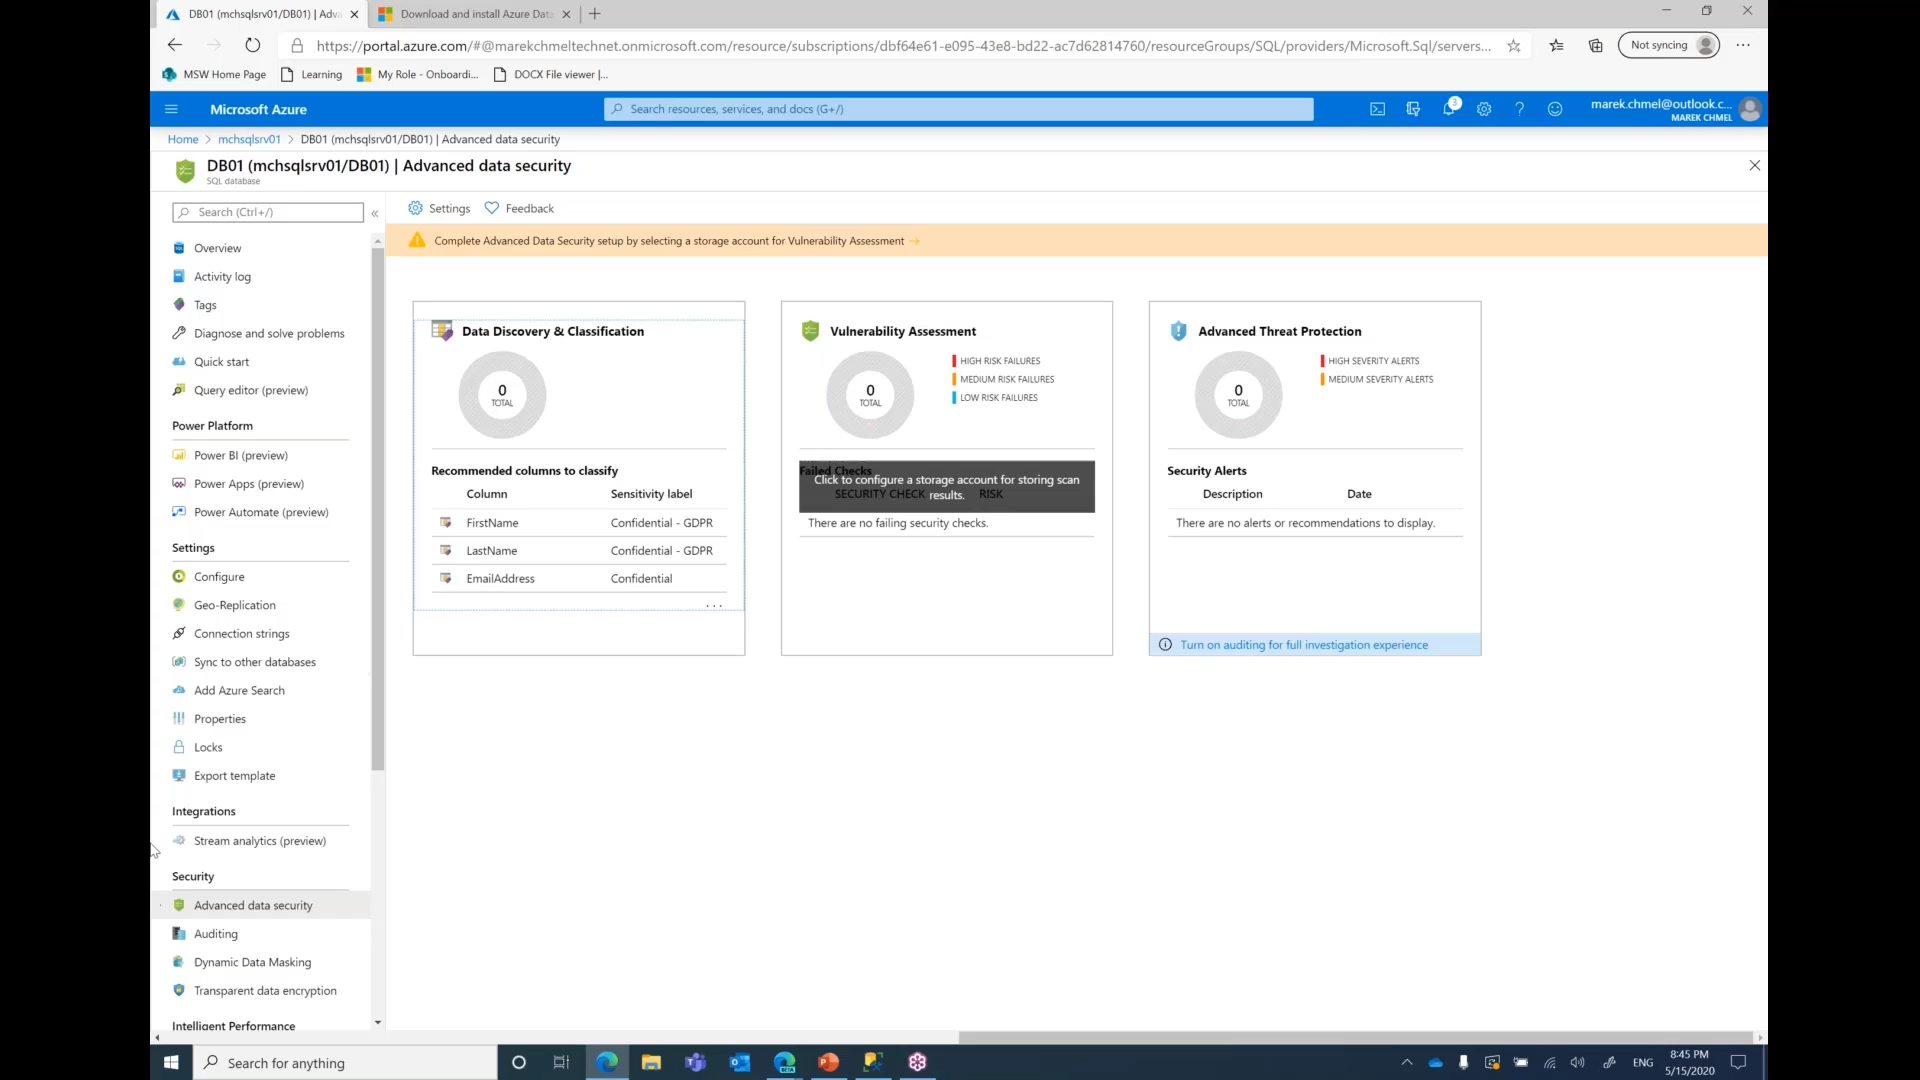 DB01 (mchsqlsrv01/DB01) | Adva
Download and install Azure Data
https://portal.azure.com/#@marekchmeltechnet.onmicrosoft.com/resource/subscriptions/dbf64e61-e095-43e8-bd22-ac7d62814760/resourceGroups/SQL/providers/Microsoft.Sql/servers...
Not syncing
MSW Home Page
Learning
My Role - Onboardi...
DOCX File viewer |...
Microsoft Azure
Search resources, services, and docs (G+/)
3
marek.chmel@outlook.c...
MAREK CHMEL
Home > mchsqlsrv01 > DB01 (mchsqlsrv01/DB01) | Advanced data security
DB01 (mchsqlsrv01/DB01) | Advanced data security
SQL database
Search (Ctrl+/)
Settings
Feedback
Complete Advanced Data Security setup by selecting a storage account for Vulnerability Assessment →
Overview
Activity log
Tags
Diagnose and solve problems
Quick start
Query editor (preview)
Power Platform
Power BI (preview)
Power Apps (preview)
Power Automate (preview)
Settings
Configure
Geo-Replication
Connection strings
Sync to other databases
Add Azure Search
Properties
Locks
Export template
Integrations
Stream analytics (preview)
Security
Advanced data security
Auditing
Dynamic Data Masking
Transparent data encryption
Intelligent Performance
Data Discovery & Classification
0
TOTAL
Recommended columns to classify
Column Sensitivity label
FirstName Confidential - GDPR
LastName Confidential - GDPR
EmailAddress Confidential
...
Vulnerability Assessment
0
TOTAL
HIGH RISK FAILURES
MEDIUM RISK FAILURES
LOW RISK FAILURES
Failed Checks
Click to configure a storage account for storing scan
results.
SECURITY CHECK RISK
There are no failing security checks.
Advanced Threat Protection
0
TOTAL
HIGH SEVERITY ALERTS
MEDIUM SEVERITY ALERTS
Security Alerts
Description Date
There are no alerts or recommendations to display.
Turn on auditing for full investigation experience
Search for anything
ENG
8:45 PM
5/15/2020